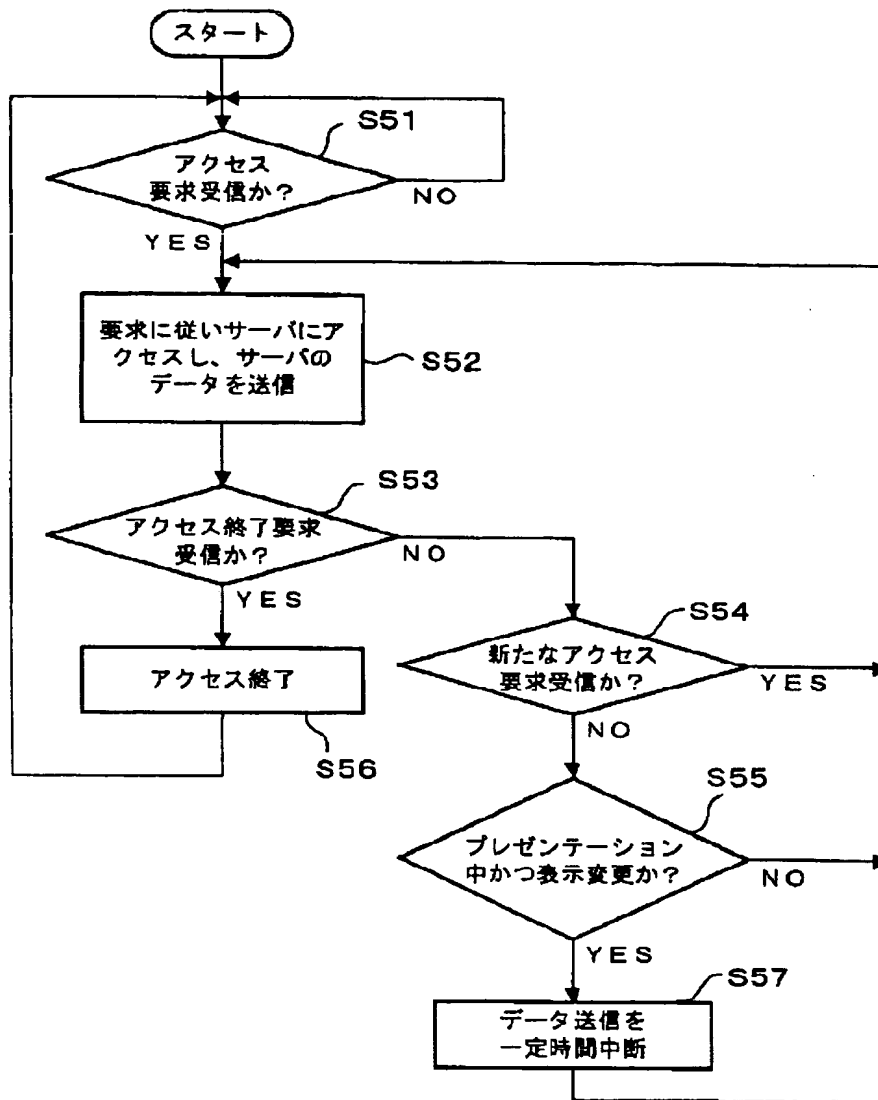 スタート
S51
アクセス
要求受信か？
NO
YES
要求に従いサーバにア
クセスし、サーバの
データを送信
S52
S53
アクセス終了要求
受信か？
NO
YES
S54
新たなアクセス
要求受信か？
YES
アクセス終了
NO
S56
S55
プレゼンテーション
中かつ表示変更か？
NO
YES
S57
データ送信を
一定時間中断